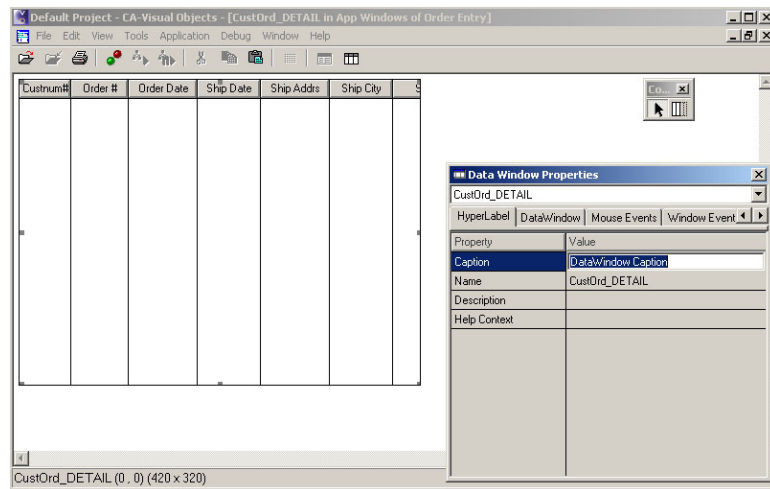 Default Project - CA-Visual Objects - [CustOrd_DETAIL in App Windows of Order Entry]
File Edit View Tools Application Debug Window Help
Custnum# Order # Order Date Ship Date Ship Addrs Ship City S
Co...
Data Window Properties
CustOrd_DETAIL
HyperLabel DataWindow Mouse Events Window Event
Property Value
Caption DataWindow Caption
Name CustOrd_DETAIL
Description
Help Context
CustOrd_DETAIL (0 , 0) (420 x 320)